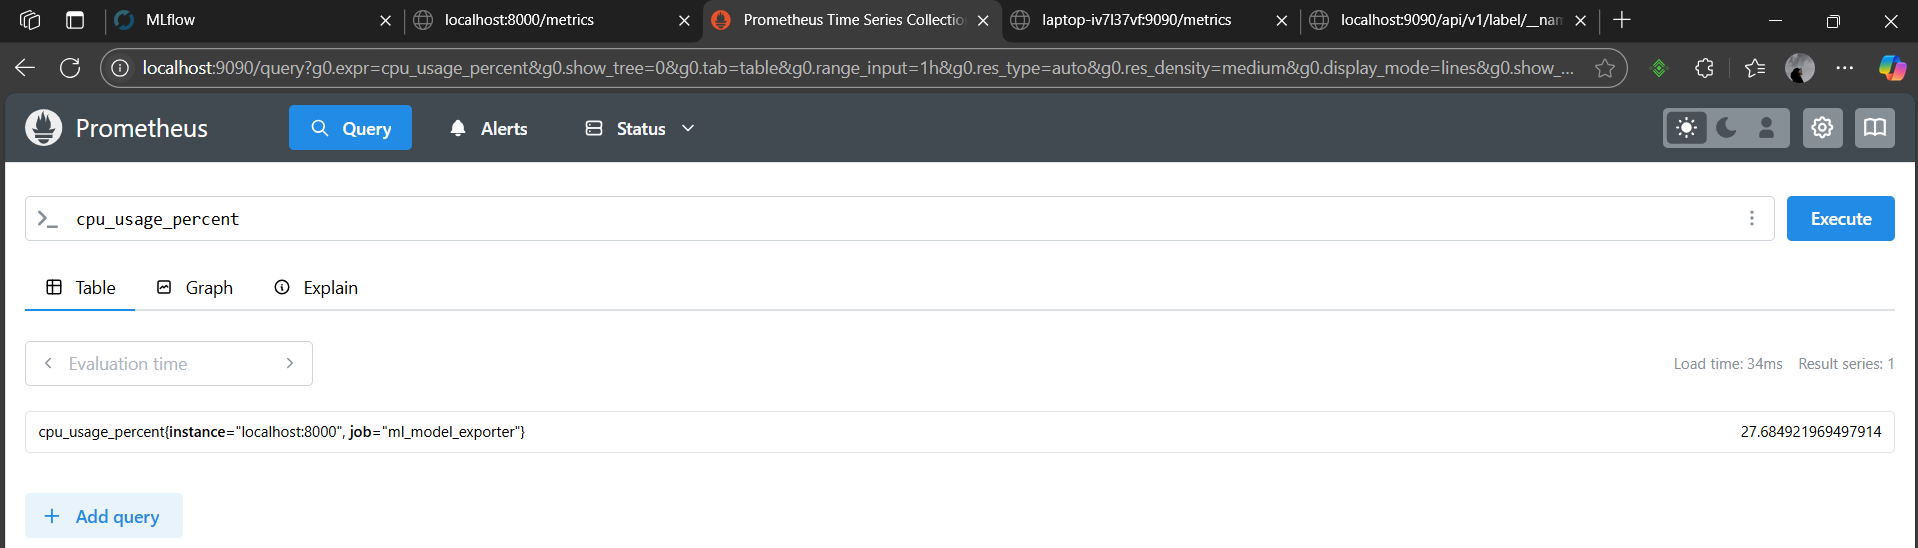 MLflow
localhost:8000/metrics
Prometheus Time Series Collectio
laptop-iv7l37vf:9090/metrics
localhost:9090/api/v1/label/__nam
localhost:9090/query?g0.expr=cpu_usage_percent&g0.show_tree=0&g0.tab=table&g0.range_input=1h&g0.res_type=auto&g0.res_density=medium&g0.display_mode=lines&g0.show_...
Prometheus
Query
Alerts
Status
cpu_usage_percent
Execute
Table
Graph
Explain
Evaluation time
Load time: 34ms Result series: 1
cpu_usage_percent{instance="localhost:8000", job="ml_model_exporter"} 27.684921969497914
Add query